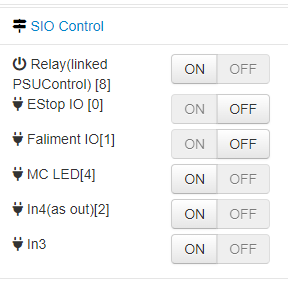 SIO Control
Relay(linked ON OFF
PSUControl) [8]
EStop IO [0] ON OFF
Faliment IO[1] ON OFF
MC LED[4] ON OFF
In4(as out)[2] ON OFF
In3 ON OFF